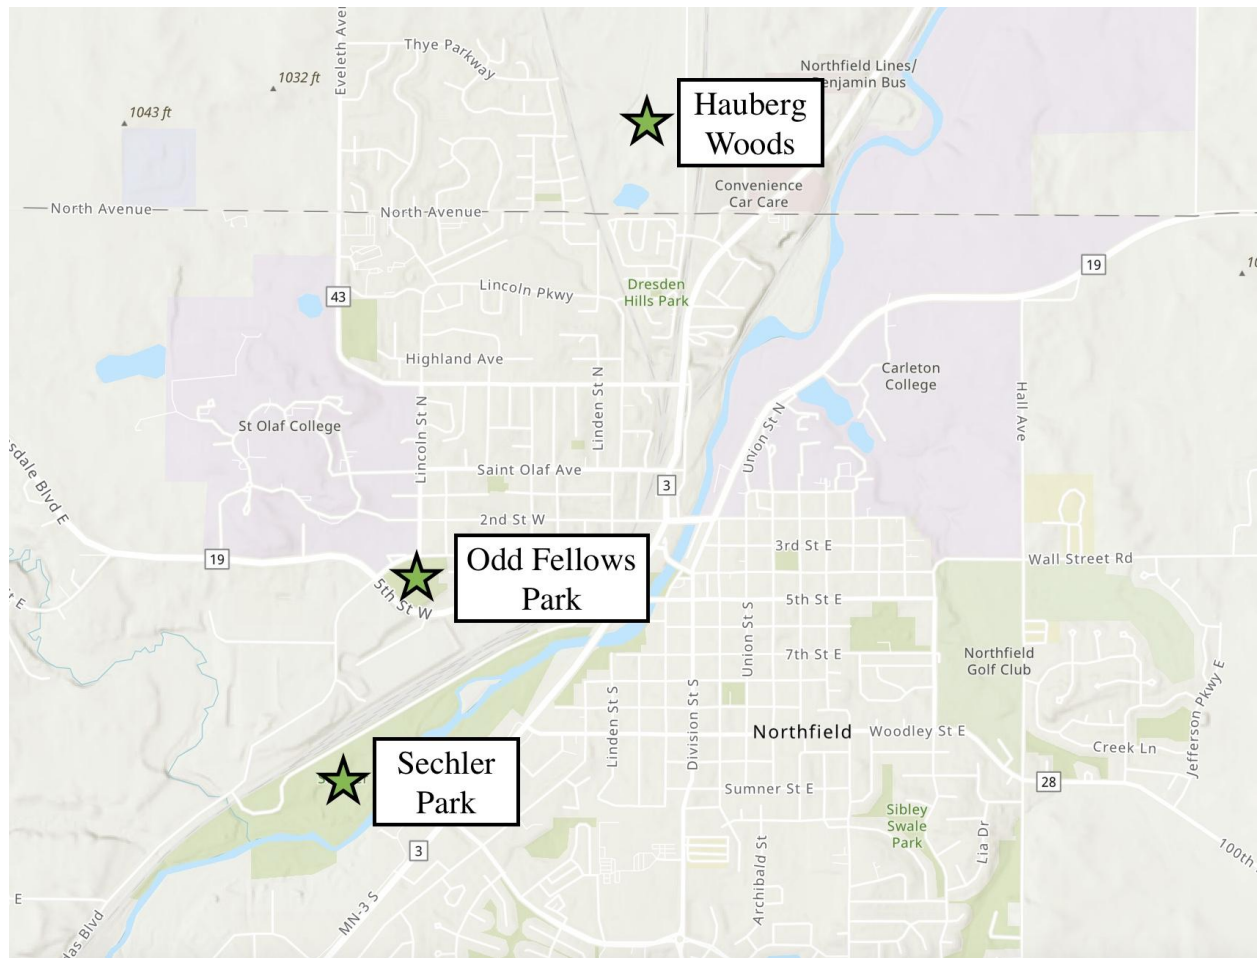 Eveleth Ave
Thye Parkway
1032 ft
1043 ft
Northfield Lines/
Benjamin Bus
Hauberg
Woods
Convenience
Car Care
North Avenue
North Avenue
19
43
Lincoln Pkwy
Dresden
Hills Park
Highland Ave
Carleton
College
Linden St N
Lincoln St N
Hall Ave
St Olaf College
Union St N
Saint Olaf Ave
3
2nd St W
3rd St E
19
Wall Street Rd
Odd Fellows
Park
5th St W
5th St E
Union St S
7th St E
Northfield
Golf Club
Linden St S
Division St S
Northfield
Woodley St E
Jefferson Pkwy E
Creek Ln
Sechler
Park
Sumner St E
28
Sibley
Swale
Park
Lia Dr
3
Archibald St
MN-3 S
100th
E